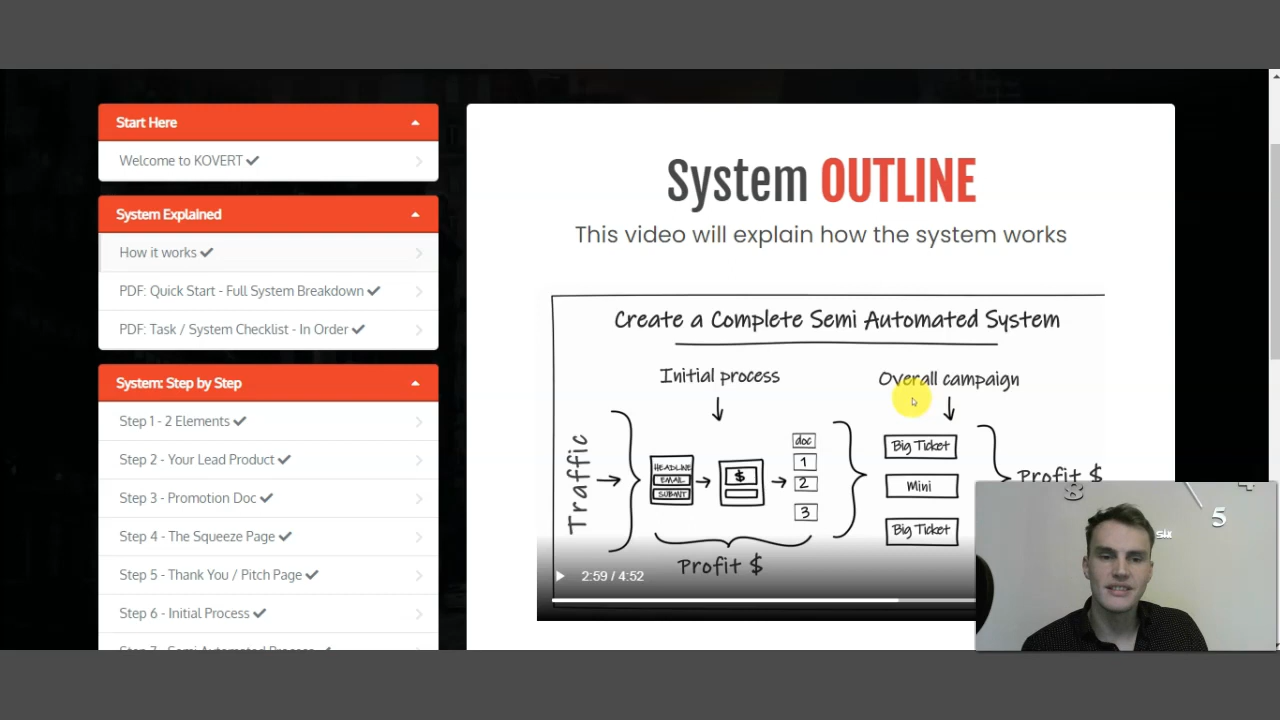 Start Here
Welcome to KOVERT
System Explained
How it works
PDF: Quick Start - Full System Breakdown
PDF: Task / System Checklist - In Order
System: Step by Step
Step 1 - 2 Elements
Step 2 - Your Lead Product
Step 3 - Promotion Doc
Step 4 - The Squeeze Page
Step 5 - Thank You / Pitch Page
Step 6 - Initial Process
System OUTLINE
This video will explain how the system works
Create a Complete Semi Automated System
Initial process
Overall campaign
Traffic
HEADLINE
EMAIL
SUBMIT
$
doc
1
2
3
Big Ticket
Mini
Big Ticket
Profit $
Profit $
2:59 / 4:52
8
4
5
six